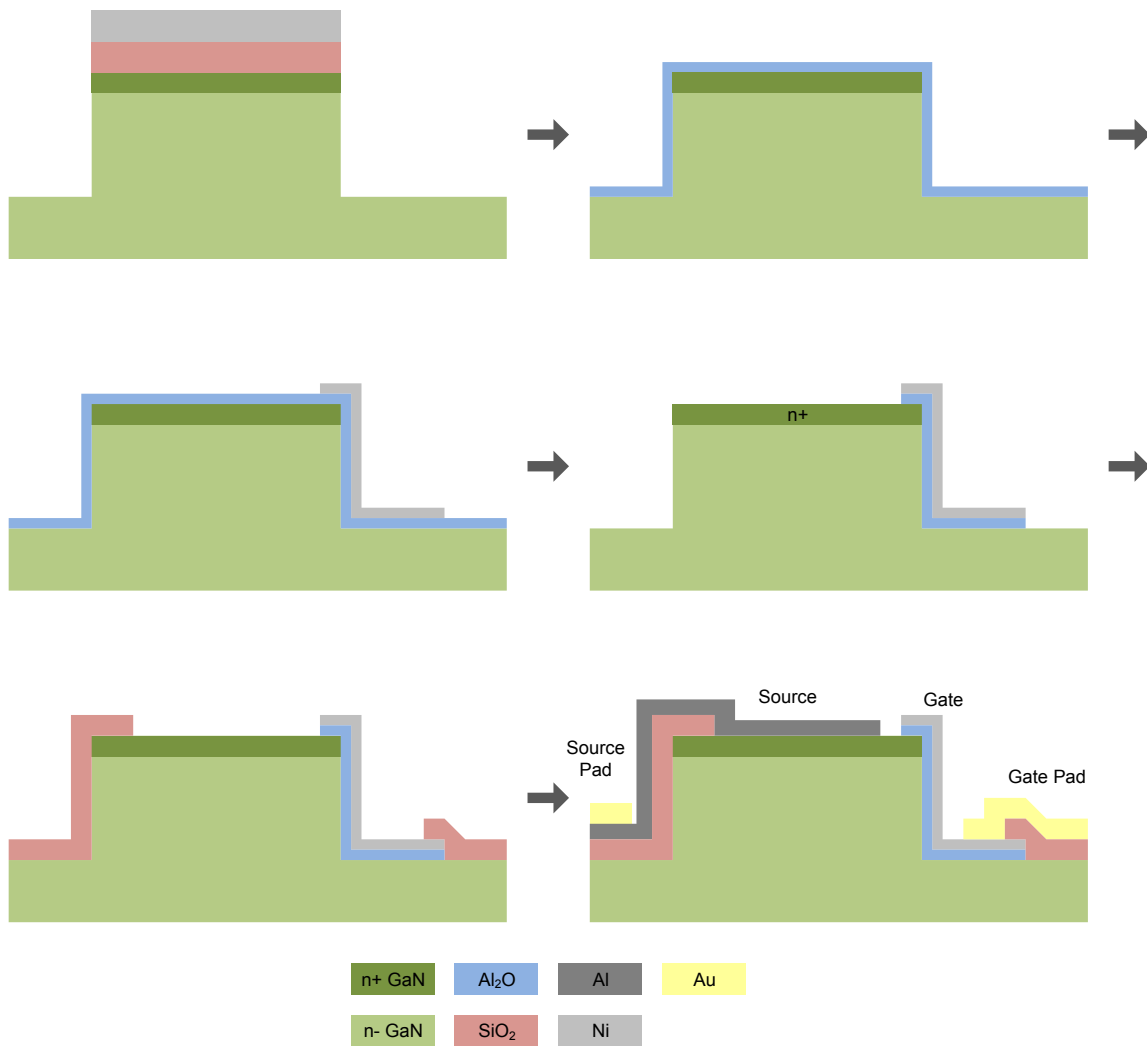 n+
Source
Gate
Source
Pad
Gate Pad
n+ GaN
Al₂O
Al
Au
n- GaN
SiO₂
Ni